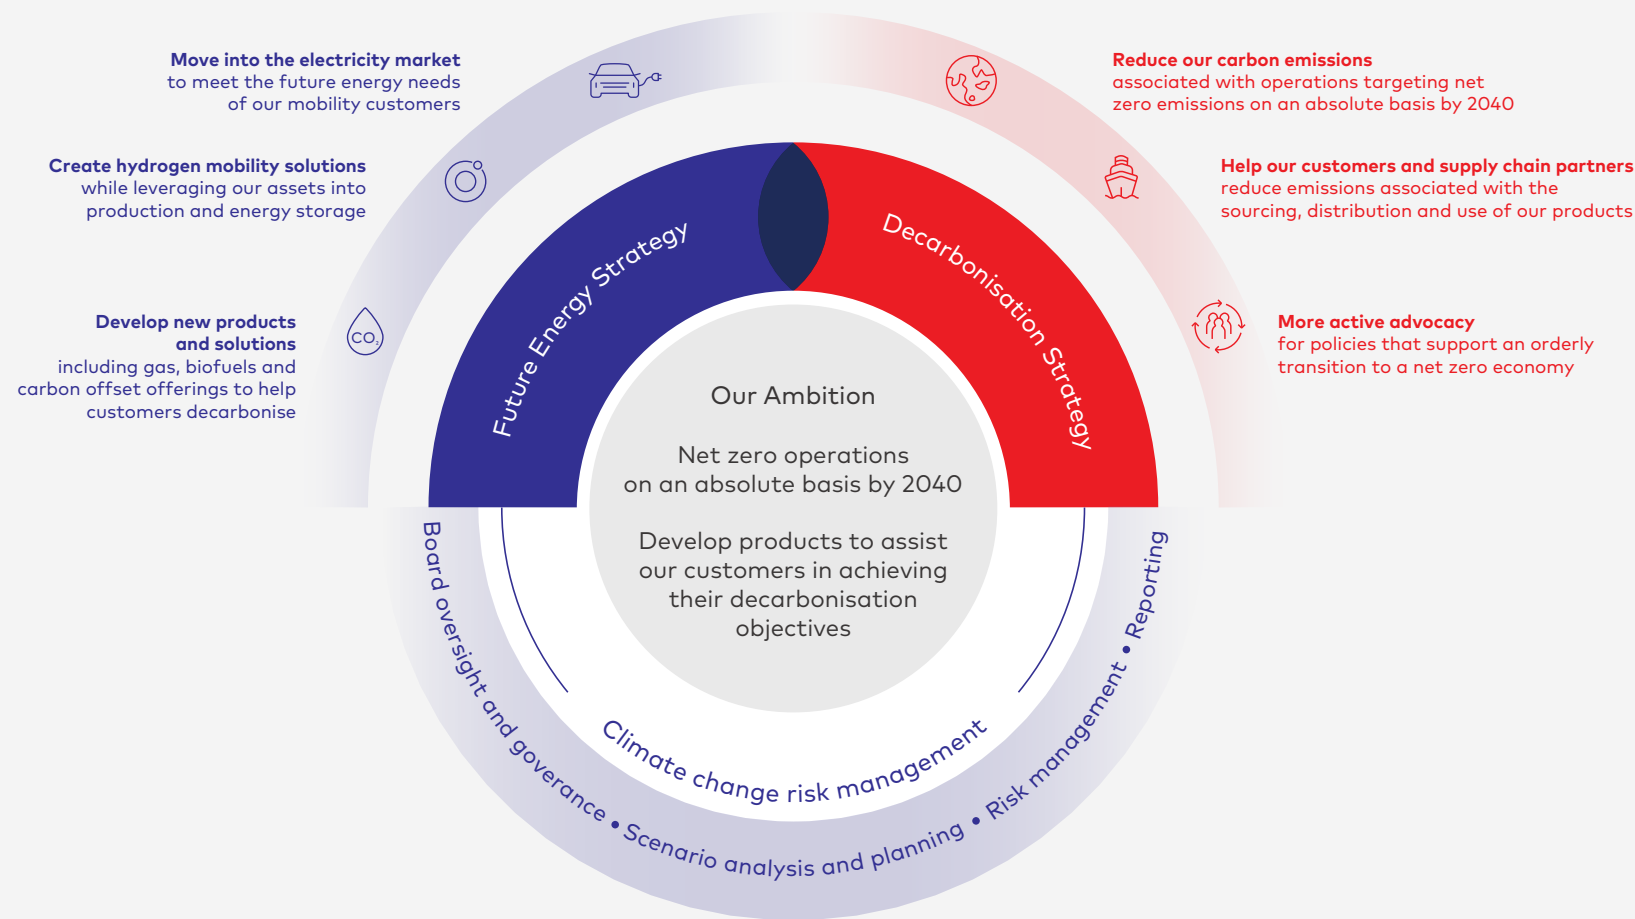 Move into the electricity market
to meet the future energy needs
of our mobility customers
Create hydrogen mobility solutions
while leveraging our assets into
production and energy storage
Develop new products
and solutions
including gas, biofuels and
carbon offset offerings to help
customers decarbonise
CO₂
Reduce our carbon emissions
associated with operations targeting net
zero emissions on an absolute basis by 2040
Help our customers and supply chain partners
reduce emissions associated with the
sourcing, distribution and use of our products
More active advocacy
for policies that support an orderly
transition to a net zero economy
Future Energy Strategy
Decarbonisation Strategy
Our Ambition
Net zero operations
on an absolute basis by 2040
Develop products to assist
our customers in achieving
their decarbonisation
objectives
Climate change risk management
Board oversight and goverance • Scenario analysis and planning • Risk management • Reporting